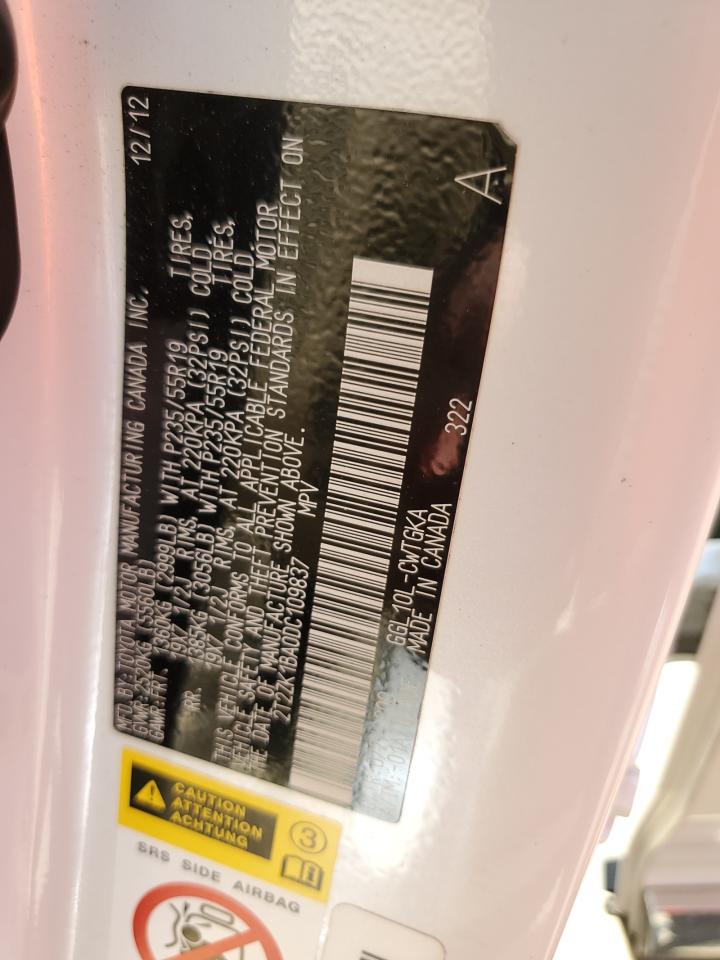 MFD.BY:TOYOTA MOTOR MANUFACTURING CANADA INC. 12/12
GVWR:2520KG (5560LB)
GAWR:FRT. 1360KG (2999LB) WITH P235/55R19 TIRES,
19X7 1/2J RIMS, AT 220KPA (32PSI) COLD
RR. 1385KG (3056LB) WITH P235/55R19 TIRES,
19X7 1/2J RIMS, AT 220KPA (32PSI) COLD.
THIS VEHICLE CONFORMS TO ALL APPLICABLE FEDERAL MOTOR
VEHICLE SAFETY AND THEFT PREVENTION STANDARDS IN EFFECT ON
THE DATE OF MANUFACTURE SHOWN ABOVE.
2T2ZK1BA0DC109837 MPV
A
GGL10L-CWTGKA 322
MADE IN CANADA
CAUTION
ATTENTION
ACHTUNG
3
SRS SIDE AIRBAG